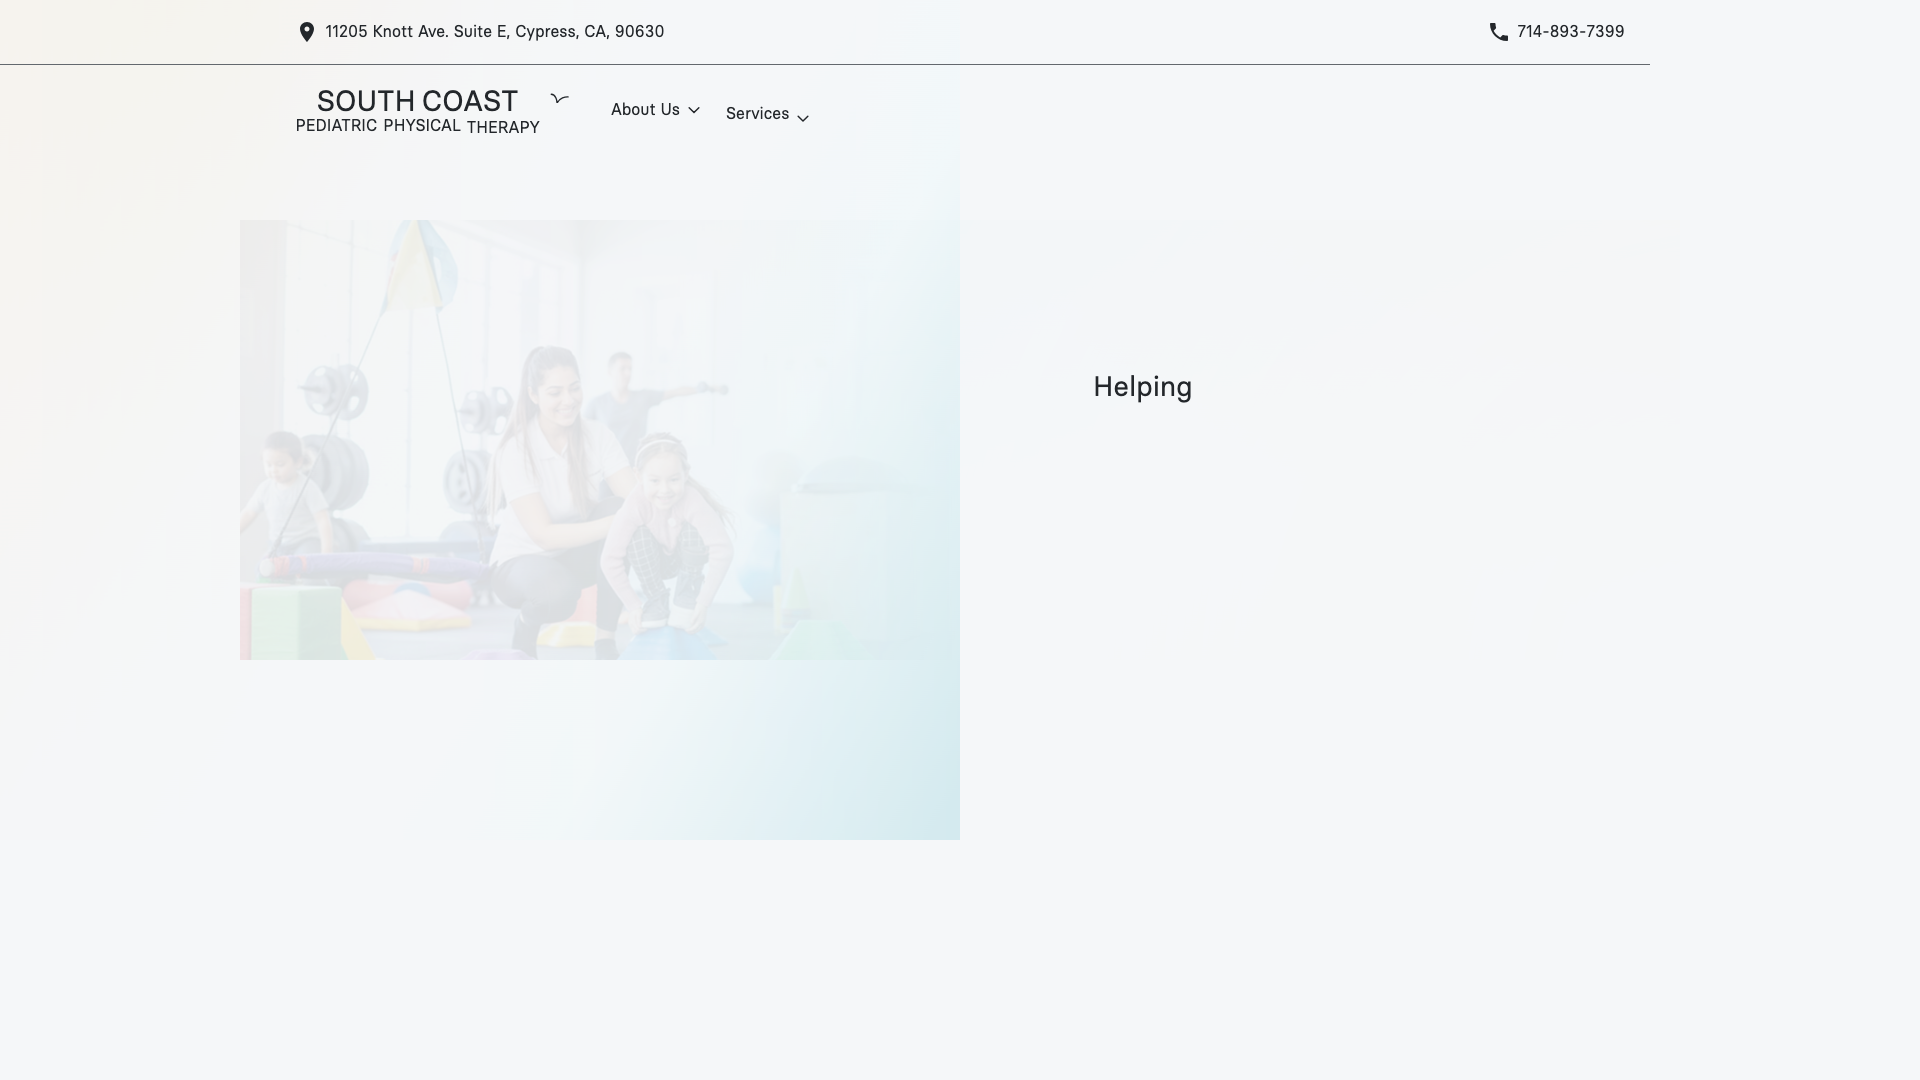 11205 Knott Ave. Suite E, Cypress, CA, 90630
714-893-7399
SOUTH COAST
PEDIATRIC PHYSICAL THERAPY
About Us
Services
Helping